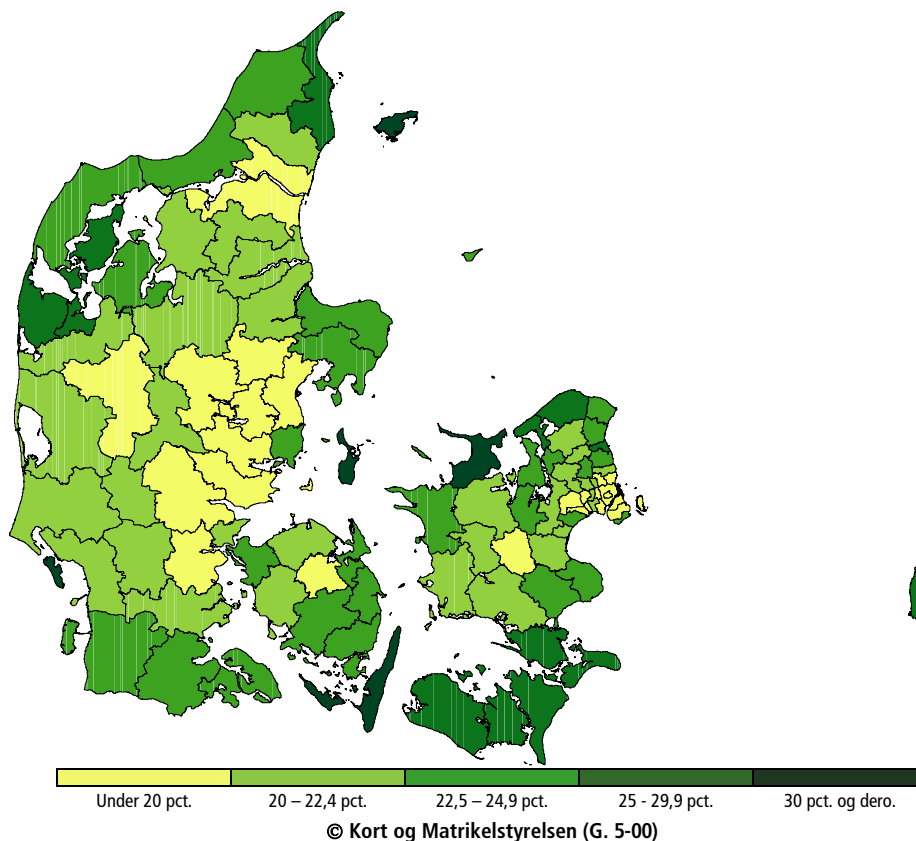 Under 20 pct. 20 – 22,4 pct. 22,5 – 24,9 pct. 25 - 29,9 pct. 30 pct. og dero.
© Kort og Matrikelstyrelsen (G. 5-00)